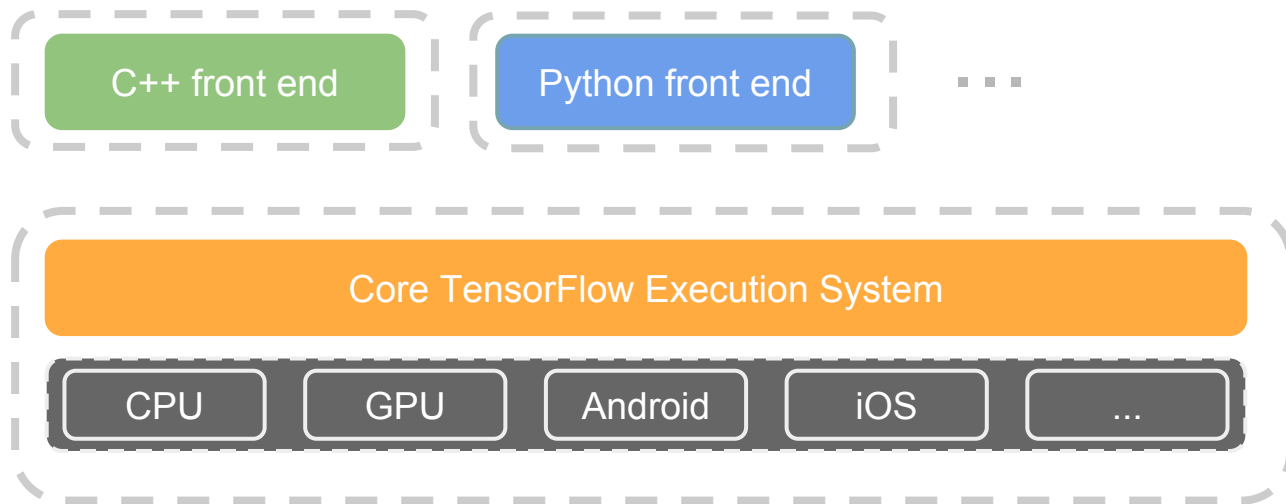 C++ front end
Python front end
...
Core TensorFlow Execution System
CPU
GPU
Android
iOS
...